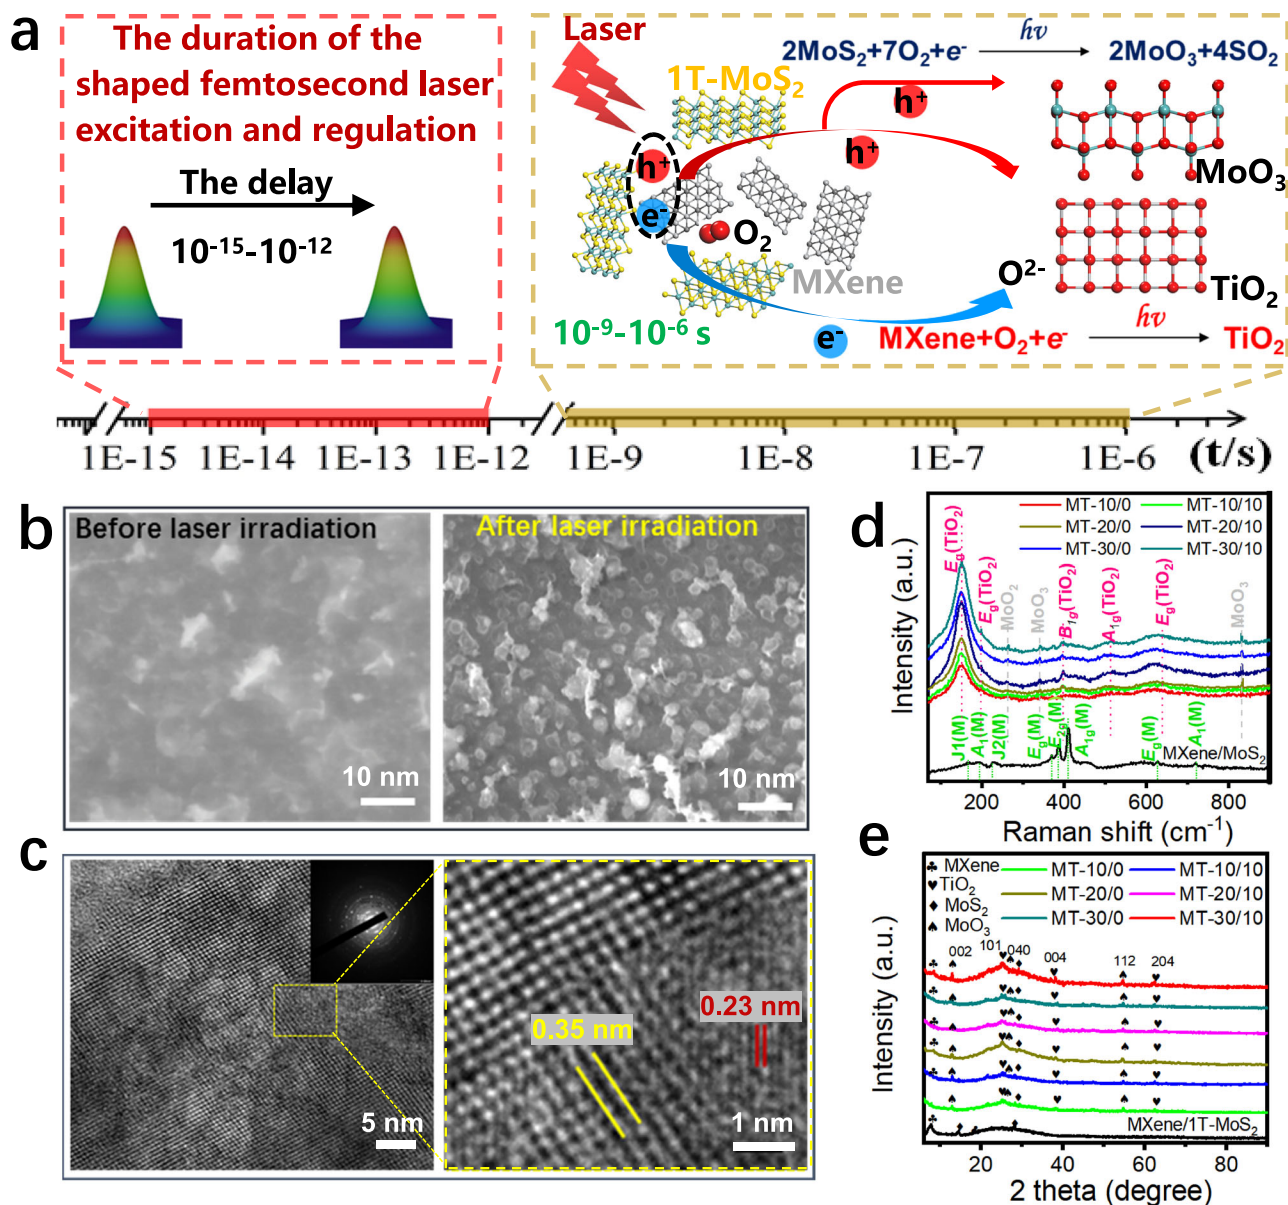 a
The duration of the
shaped femtosecond laser
excitation and regulation
The delay
10⁻¹⁵-10⁻¹²
Laser
1T-MoS₂
2MoS₂+7O₂+e⁻
hν
2MoO₃+4SO₂
h⁺
h⁺
h⁺
e⁻
O₂
MXene
MoO₃
O²⁻
TiO₂
10⁻⁹-10⁻⁶ s
e⁻
MXene+O₂+e⁻
hν
TiO₂
1E-15
1E-14
1E-13
1E-12
1E-9
1E-8
1E-7
1E-6
(t/s)
b
Before laser irradiation
10 nm
After laser irradiation
10 nm
c
5 nm
0.35 nm
0.23 nm
1 nm
d
Intensity (a.u.)
MT-10/0
MT-10/10
MT-20/0
MT-20/10
MT-30/0
MT-30/10
E_g(TiO₂)
E_g(TiO₂)
MoO₂
MoO₃
B₁g(TiO₂)
A₁g(TiO₂)
E_g(TiO₂)
MoO₃
J1(M)
A₁(M)
J2(M)
E_g(M)
E₂g(M)
A₁g(M)
E_g(M)
A₁(M)
MXene/MoS₂
200
400
600
800
Raman shift (cm⁻¹)
e
Intensity (a.u.)
♣ MXene
♥ TiO₂
♦ MoS₂
♠ MoO₃
MT-10/0
MT-10/10
MT-20/0
MT-20/10
MT-30/0
MT-30/10
002
101
040
004
112
204
MXene/1T-MoS₂
20
40
60
80
2 theta (degree)